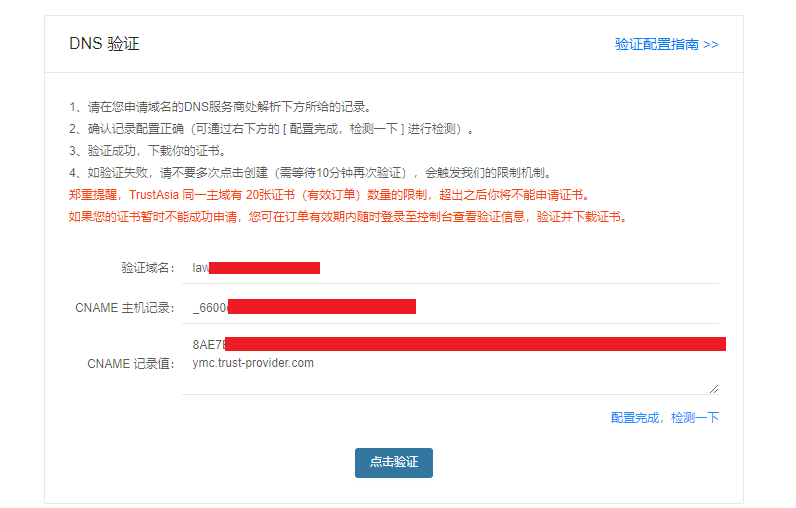 DNS 验证
验证配置指南 >>
1、请在您申请域名的DNS服务商处解析下方所给的记录。
2、确认记录配置正确（可通过右下方的 [ 配置完成，检测一下 ] 进行检测）。
3、验证成功，下载你的证书。
4、如验证失败，请不要多次点击创建（需等待10分钟再次验证），会触发我们的限制机制。
郑重提醒，TrustAsia 同一主域有 20张证书（有效订单）数量的限制，超出之后你将不能申请证书。
如果您的证书暂时不能成功申请，您可在订单有效期内随时登录至控制台查看验证信息，验证并下载证书。
验证域名： law
CNAME 主机记录： _6600
CNAME 记录值： 8AE7
ymc.trust-provider.com
配置完成，检测一下
点击验证